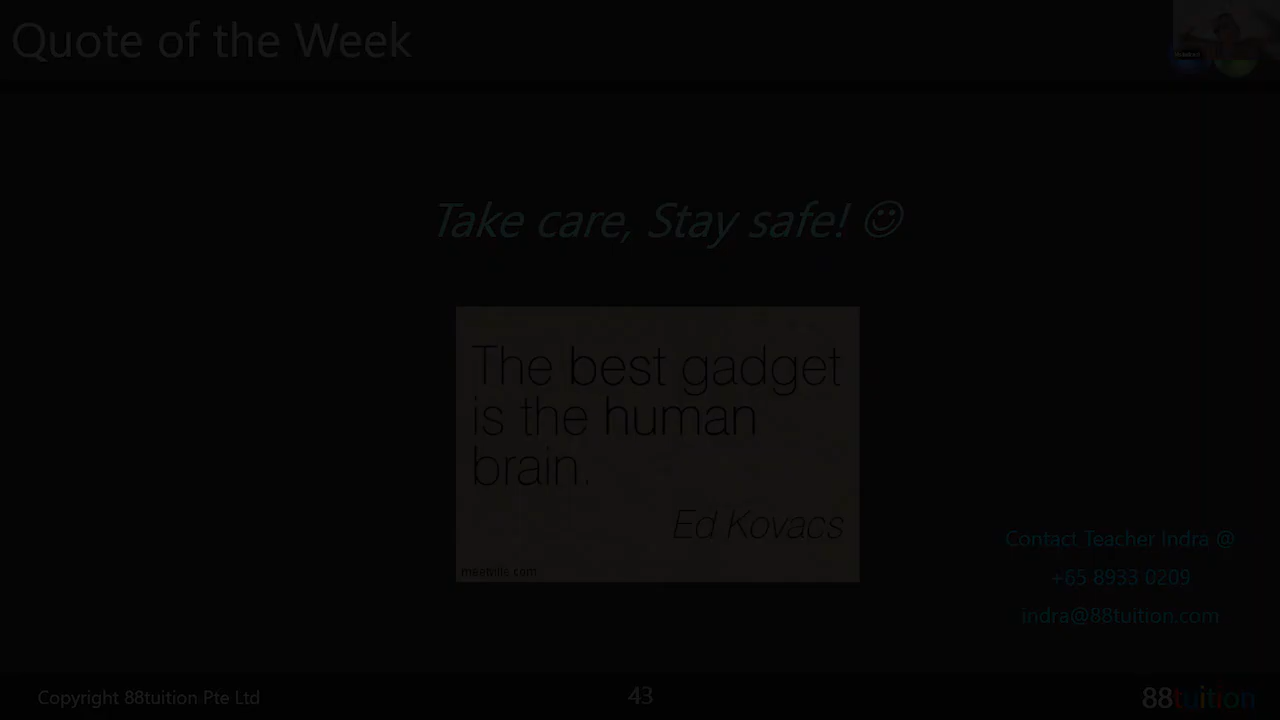 Quote of the Week
Take care, Stay safe! ☺
The best gadget
is the human
brain.
Ed Kovacs
meetville.com
Contact Teacher Indra @
+65 8933 0209
indra@88tuition.com
Copyright 88tuition Pte Ltd
43
88tuition